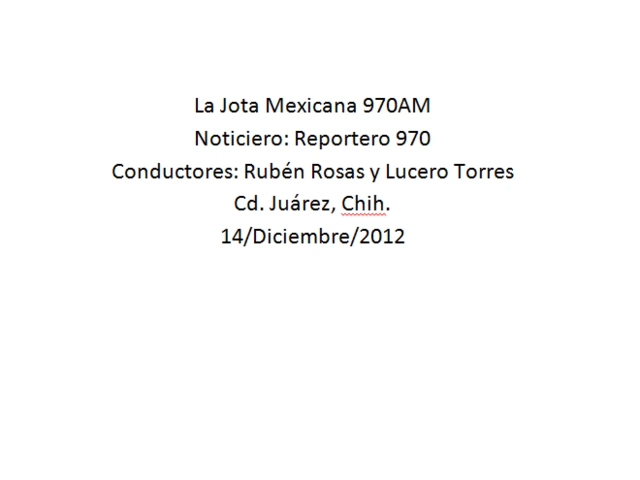 La Jota Mexicana 970AM
Noticiero: Reportero 970
Conductores: Rubén Rosas y Lucero Torres
Cd. Juárez, Chih.
14/Diciembre/2012